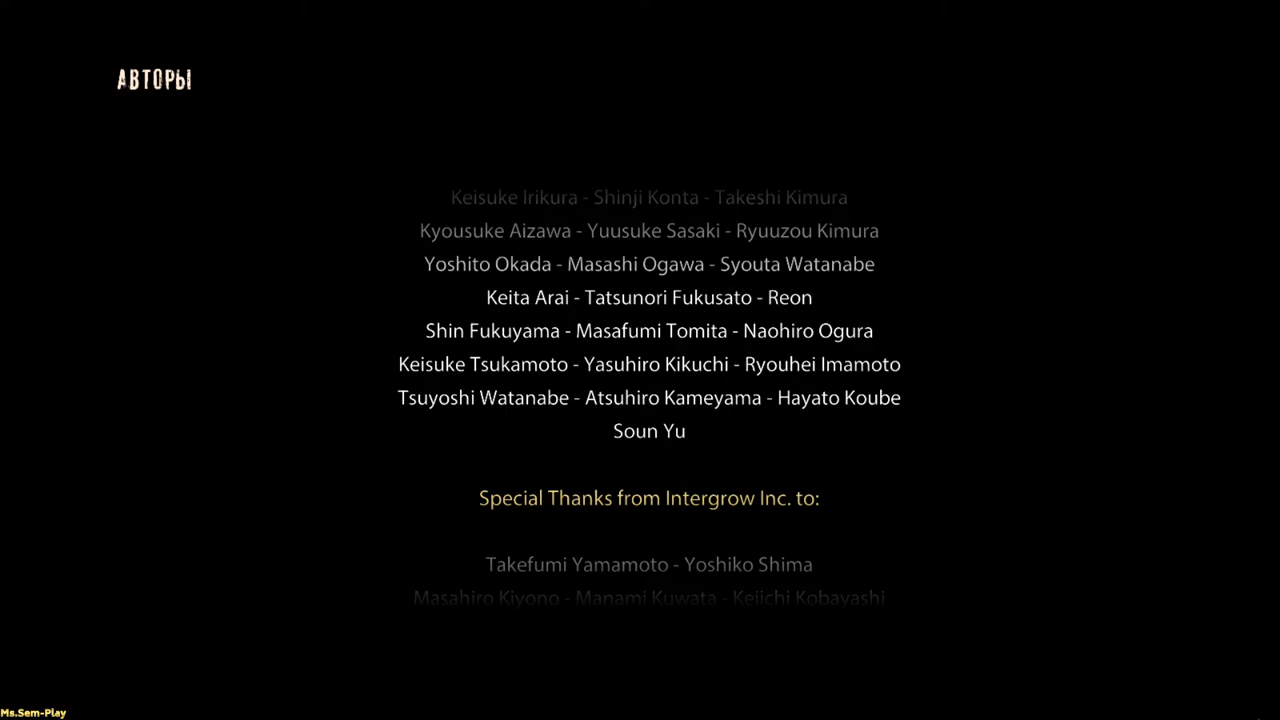 АВТОРЫ
Keisuke Irikura - Shinji Konta - Takeshi Kimura
Kyousuke Aizawa - Yuusuke Sasaki - Ryuuzou Kimura
Yoshito Okada - Masashi Ogawa - Syouta Watanabe
Keita Arai - Tatsunori Fukusato - Reon
Shin Fukuyama - Masafumi Tomita - Naohiro Ogura
Keisuke Tsukamoto - Yasuhiro Kikuchi - Ryouhei Imamoto
Tsuyoshi Watanabe - Atsuhiro Kameyama - Hayato Koube
Soun Yu
Special Thanks from Intergrow Inc. to:
Takefumi Yamamoto - Yoshiko Shima
Masahiro Kiyono - Manami Kuwata - Keiichi Kobayashi
Ms.Sem-Play